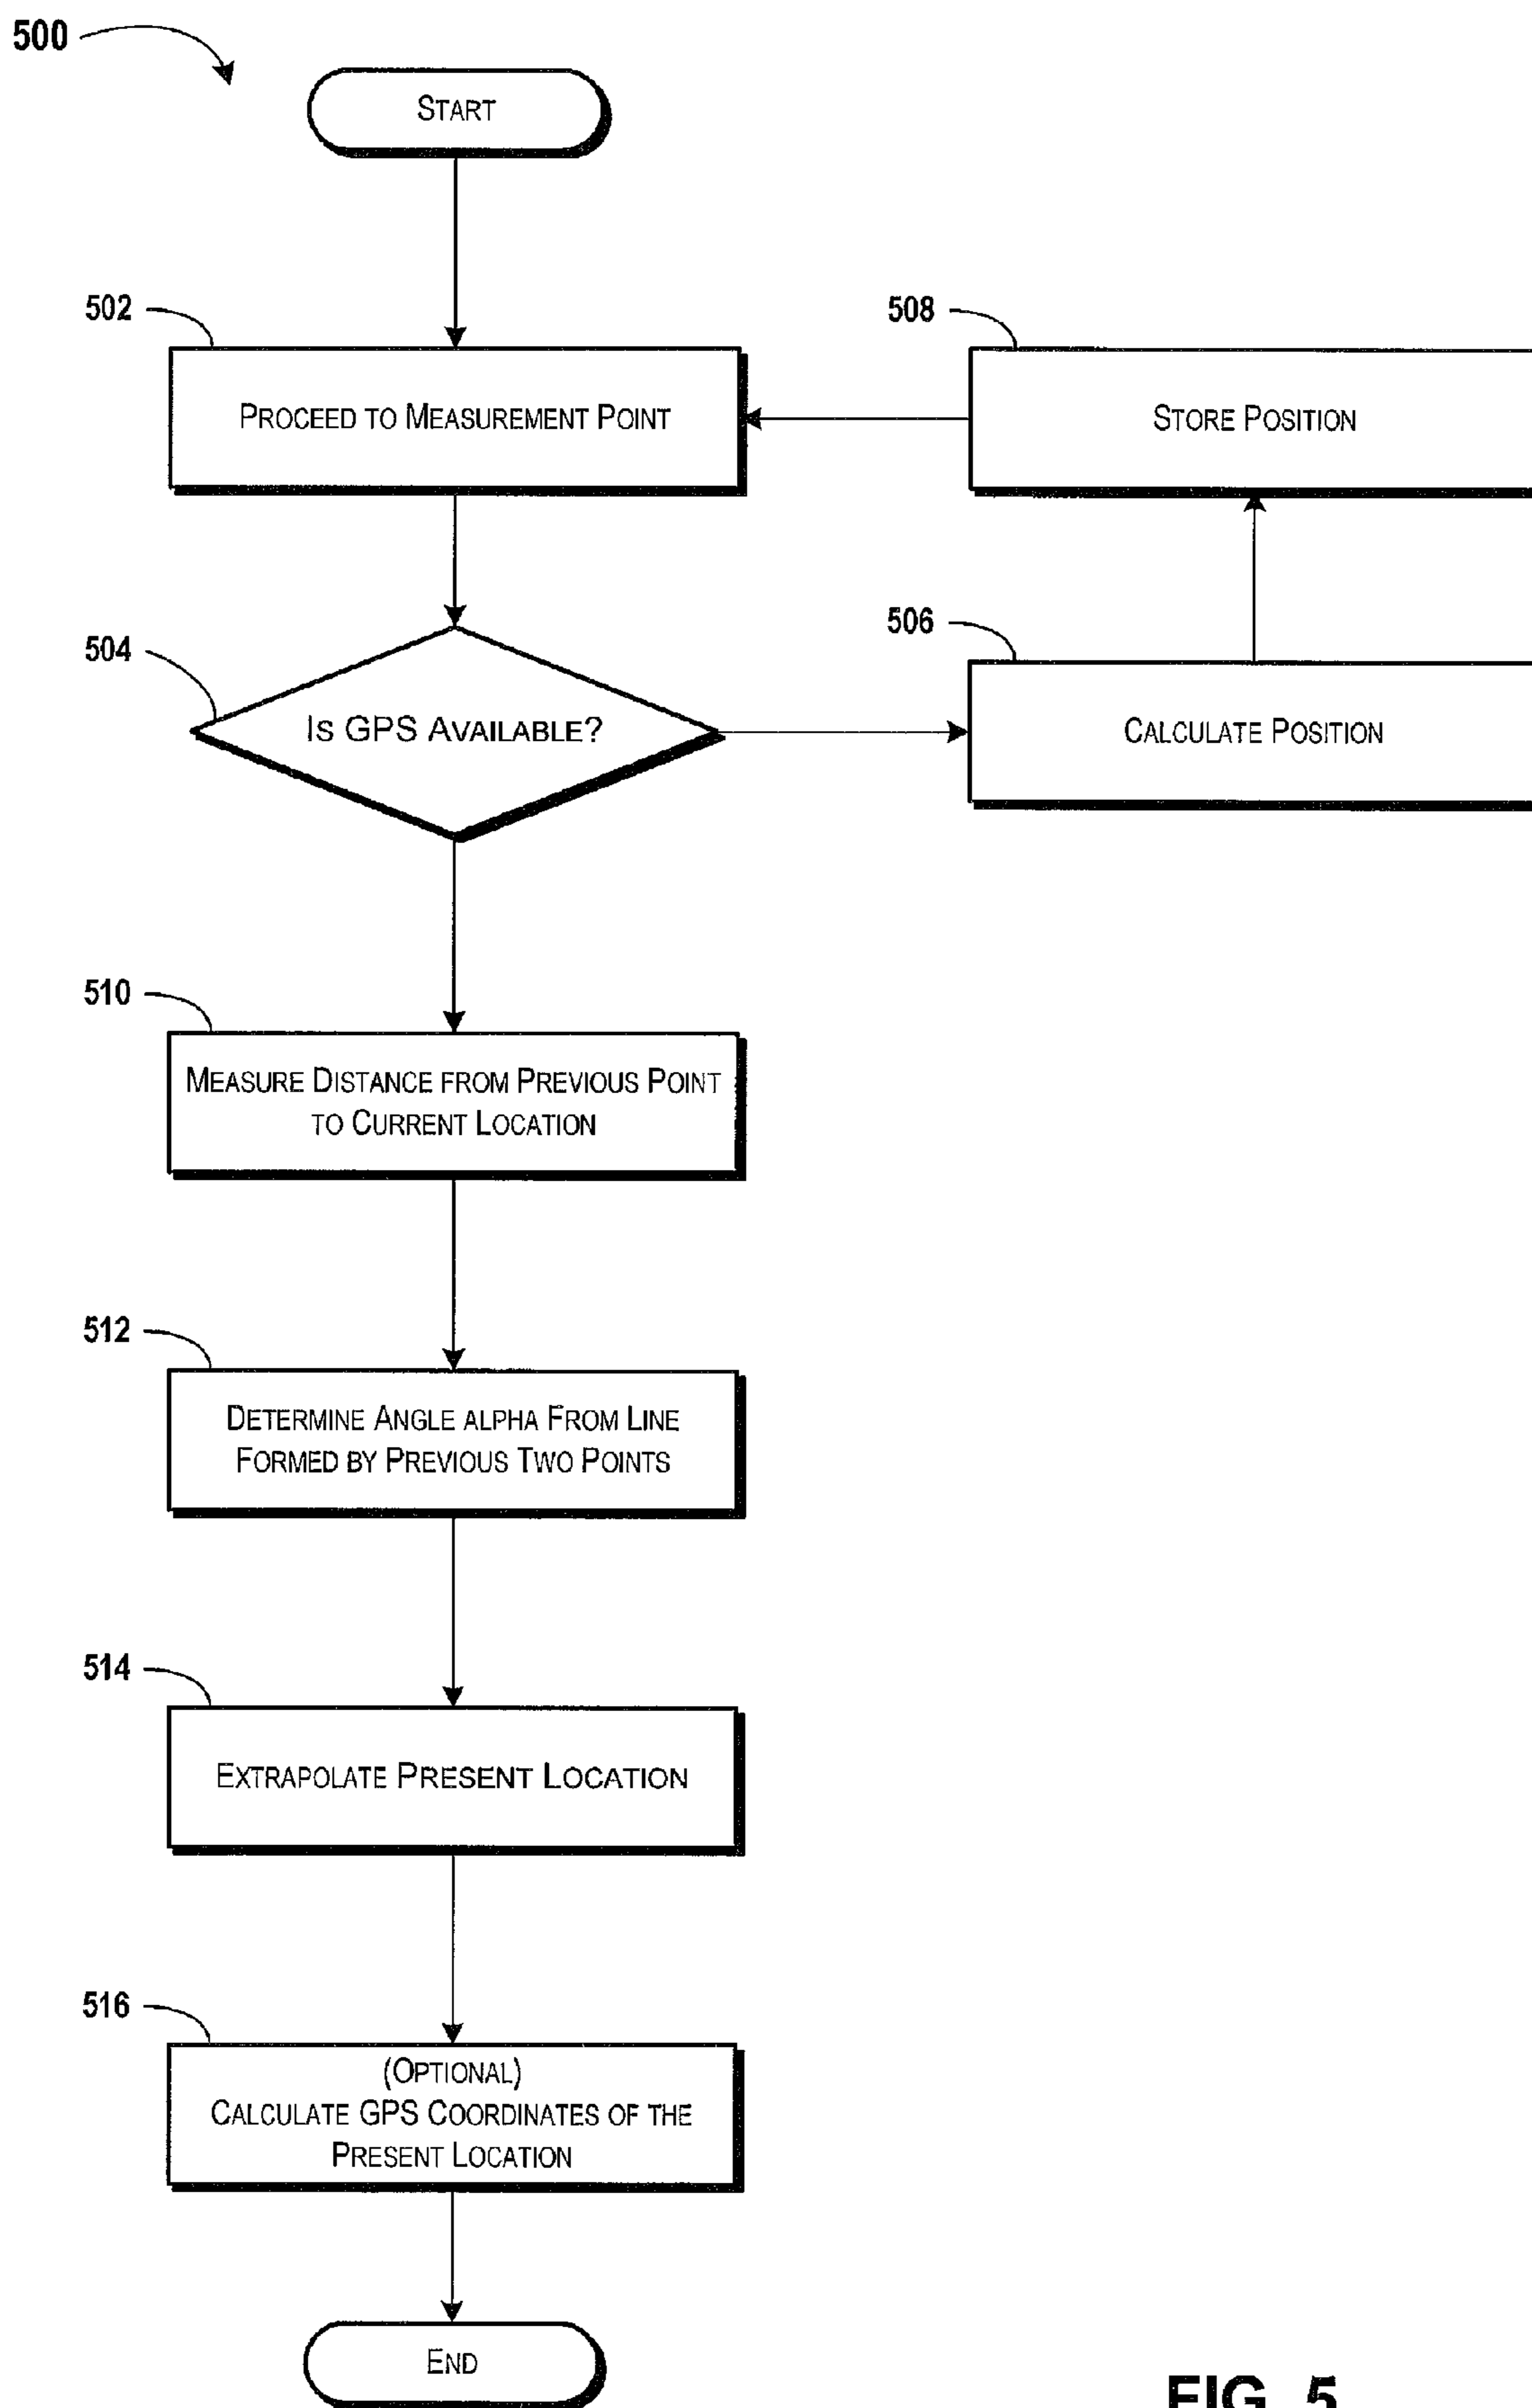 500
START
502
PROCEED TO MEASUREMENT POINT
508
STORE POSITION
504
IS GPS AVAILABLE?
506
CALCULATE POSITION
510
MEASURE DISTANCE FROM PREVIOUS POINT
TO CURRENT LOCATION
512
DETERMINE ANGLE ALPHA FROM LINE
FORMED BY PREVIOUS TWO POINTS
514
EXTRAPOLATE PRESENT LOCATION
516
(OPTIONAL)
CALCULATE GPS COORDINATES OF THE
PRESENT LOCATION
END
FIG. 5